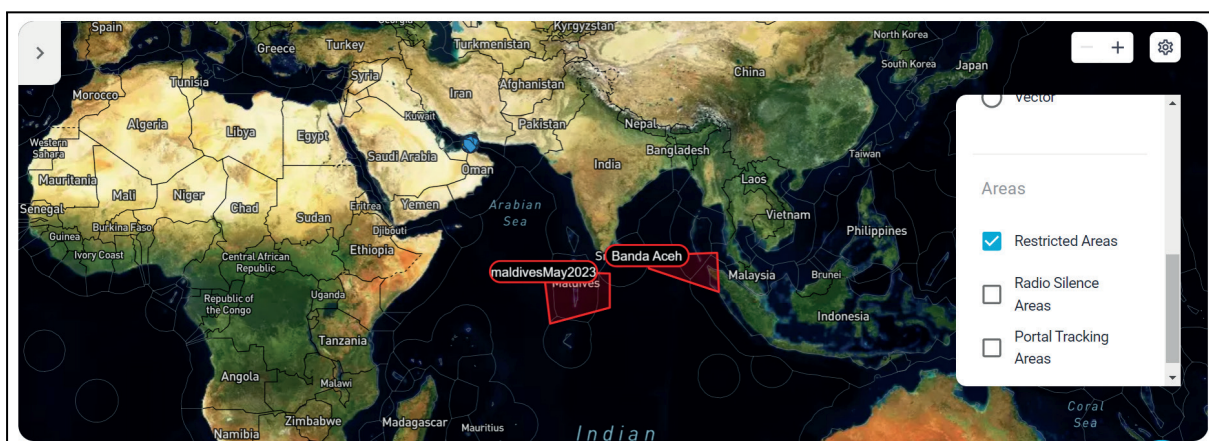 Spain
Georgia
Kyrgyzstan
North Korea
Greece
Turkey
Turkmenistan
South Korea
Japan
Tunisia
Syria
China
Morocco
Iran
Afghanistan
Vector
Algeria
Libya
Egypt
Kuwait
Pakistan
Nepal
Western
Sahara
Saudi Arabia
Bangladesh
Taiwan
Oman
India
Mauritania
Mali
Niger
Laos
Areas
Senegal
Chad
Sudan
Eritrea
Yemen
Arabian
Sea
Vietnam
Burkina Faso
Djibouti
Philippines
Guinea
Ivory Coast
Central African
Republic
Ethiopia
Banda Aceh
Restricted Areas
maldivesMay2023
Maldives
Malaysia
Brunei
Radio Silence
Areas
Republic of
the Congo
Uganda
Indonesia
Tanzania
Portal Tracking
Areas
Angola
Malawi
Zimbabwe
Madagascar
Mauritius
Coral
Sea
Namibia
Indian